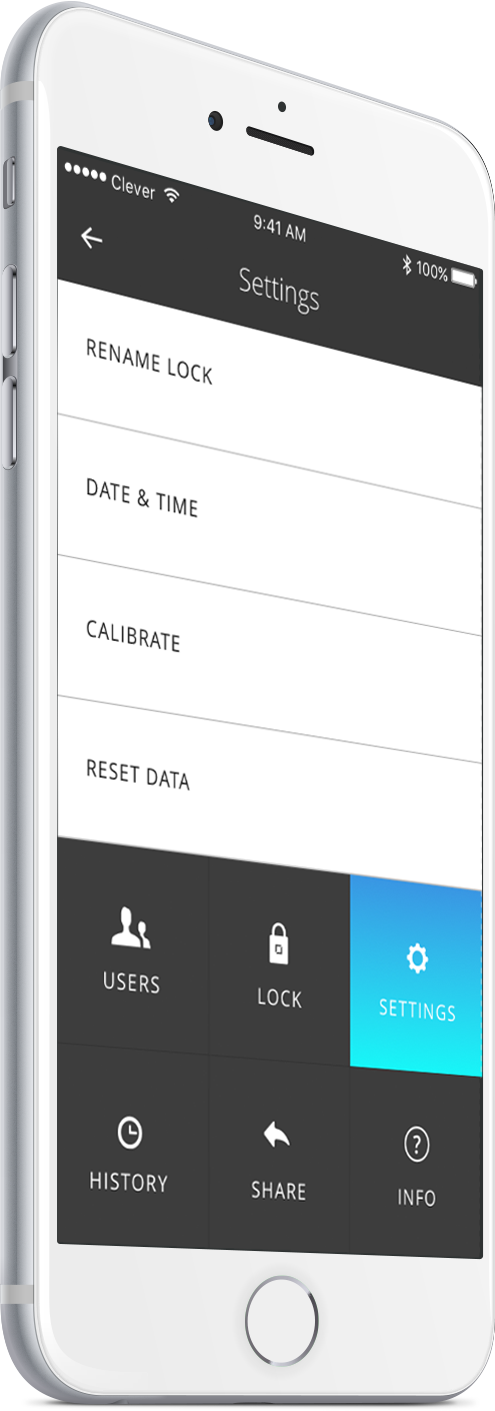 Clever
9:41 AM
100%
Settings
RENAME LOCK
DATE & TIME
CALIBRATE
RESET DATA
USERS
LOCK
SETTINGS
HISTORY
SHARE
? INFO